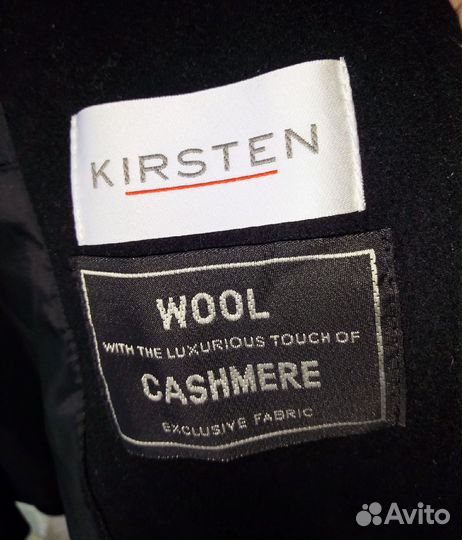 KIRSTEN
WOOL
WITH THE LUXURIOUS TOUCH OF
CASHMERE
EXCLUSIVE FABRIC
Avito